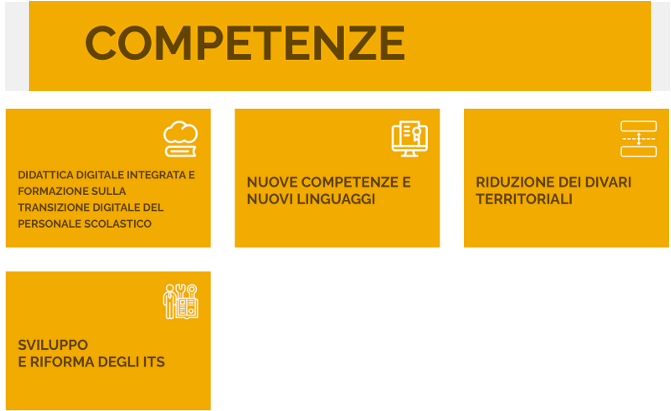 COMPETENZE
DIDATTICA DIGITALE INTEGRATA E
FORMAZIONE SULLA
TRANSIZIONE DIGITALE DEL
PERSONALE SCOLASTICO
NUOVE COMPETENZE E
NUOVI LINGUAGGI
RIDUZIONE DEI DIVARI
TERRITORIALI
SVILUPPO
E RIFORMA DEGLI ITS